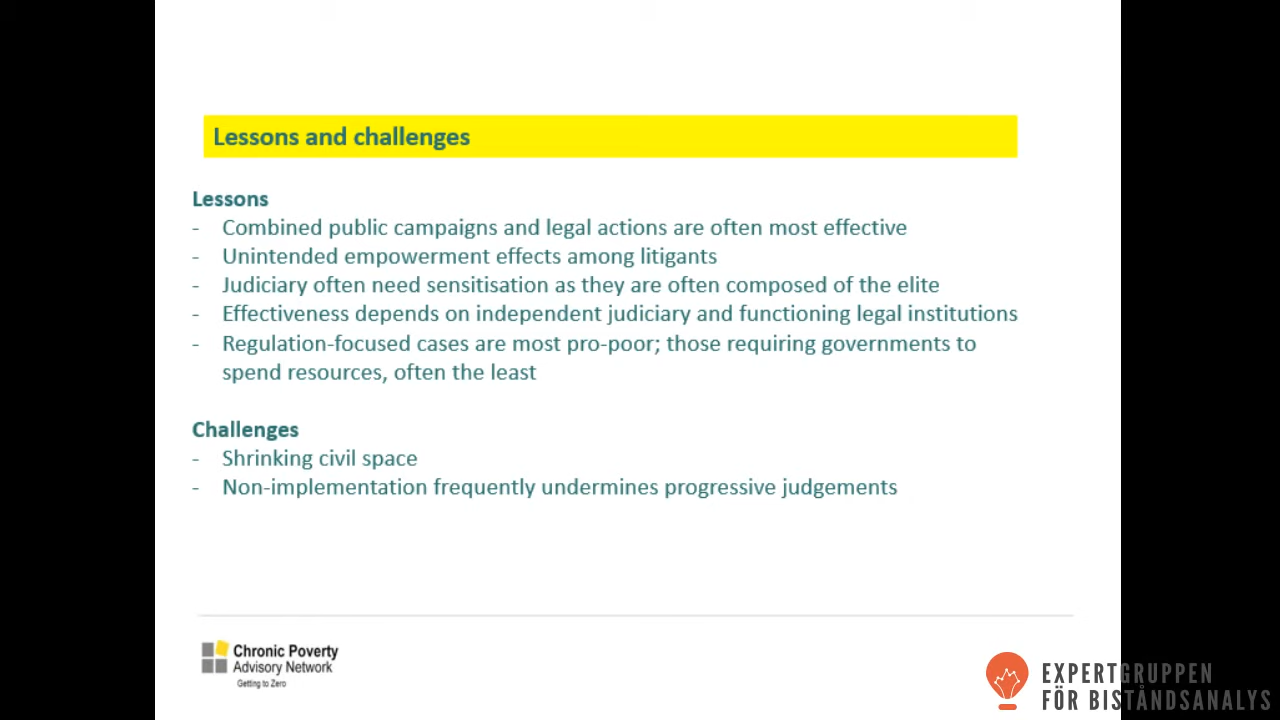 Lessons and challenges
Lessons
- Combined public campaigns and legal actions are often most effective
- Unintended empowerment effects among litigants
- Judiciary often need sensitisation as they are often composed of the elite
- Effectiveness depends on independent judiciary and functioning legal institutions
- Regulation-focused cases are most pro-poor; those requiring governments to
spend resources, often the least
Challenges
- Shrinking civil space
- Non-implementation frequently undermines progressive judgements
Chronic Poverty
Advisory Network
Getting to Zero
EXPERTGRUPPEN
FÖR BISTÅNDSANALYS